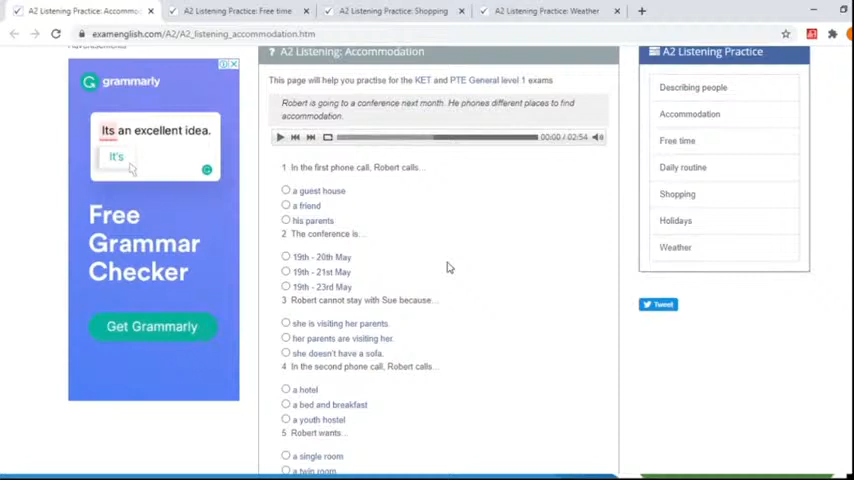 A2 Listening Practice: Accommo
A2 Listening Practice: Free time
A2 Listening Practice: Shopping
A2 Listening Practice: Weather
examenglish.com/A2/A2_listening_accommodation.htm
grammarly
Its an excellent idea.
It's
Free
Grammar
Checker
Get Grammarly
? A2 Listening: Accommodation
This page will help you practise for the KET and PTE General level 1 exams
Robert is going to a conference next month. He phones different places to find
accommodation.
00:00 / 02:54
1 In the first phone call, Robert calls...
a guest house
a friend
his parents
2 The conference is...
19th - 20th May
19th - 21st May
19th - 23rd May
3 Robert cannot stay with Sue because...
she is visiting her parents
her parents are visiting her.
she doesn't have a sofa.
4 In the second phone call, Robert calls...
a hotel
a bed and breakfast
a youth hostel
5 Robert wants...
a single room
a twin room
A2 Listening Practice
Describing people
Accommodation
Free time
Daily routine
Shopping
Holidays
Weather
Tweet